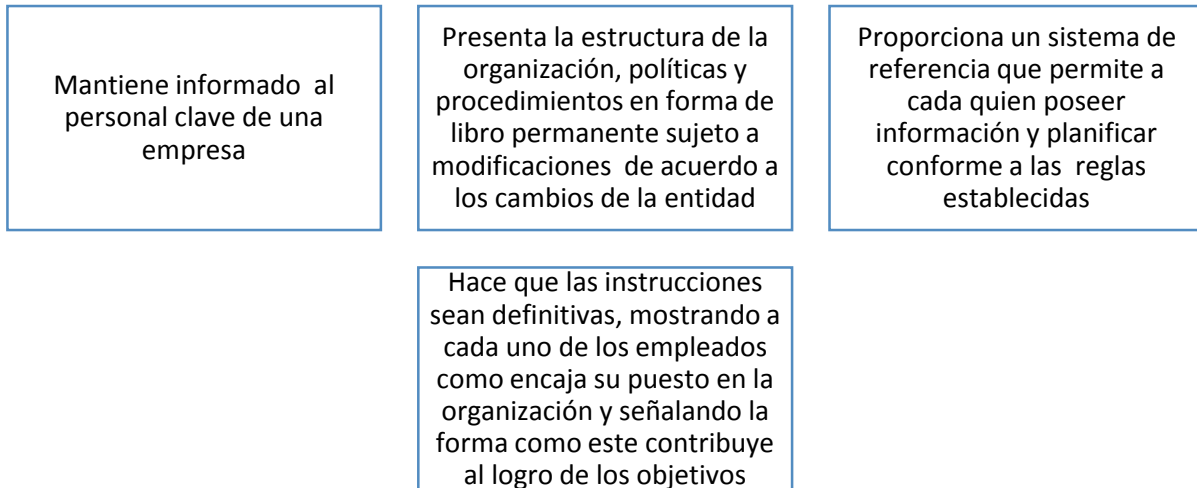 Mantiene informado al
personal clave de una
empresa
Presenta la estructura de la
organización, políticas y
procedimientos en forma de
libro permanente sujeto a
modificaciones de acuerdo a
los cambios de la entidad
Proporciona un sistema de
referencia que permite a
cada quien poseer
información y planificar
conforme a las reglas
establecidas
Hace que las instrucciones
sean definitivas, mostrando a
cada uno de los empleados
como encaja su puesto en la
organización y señalando la
forma como este contribuye
al logro de los objetivos